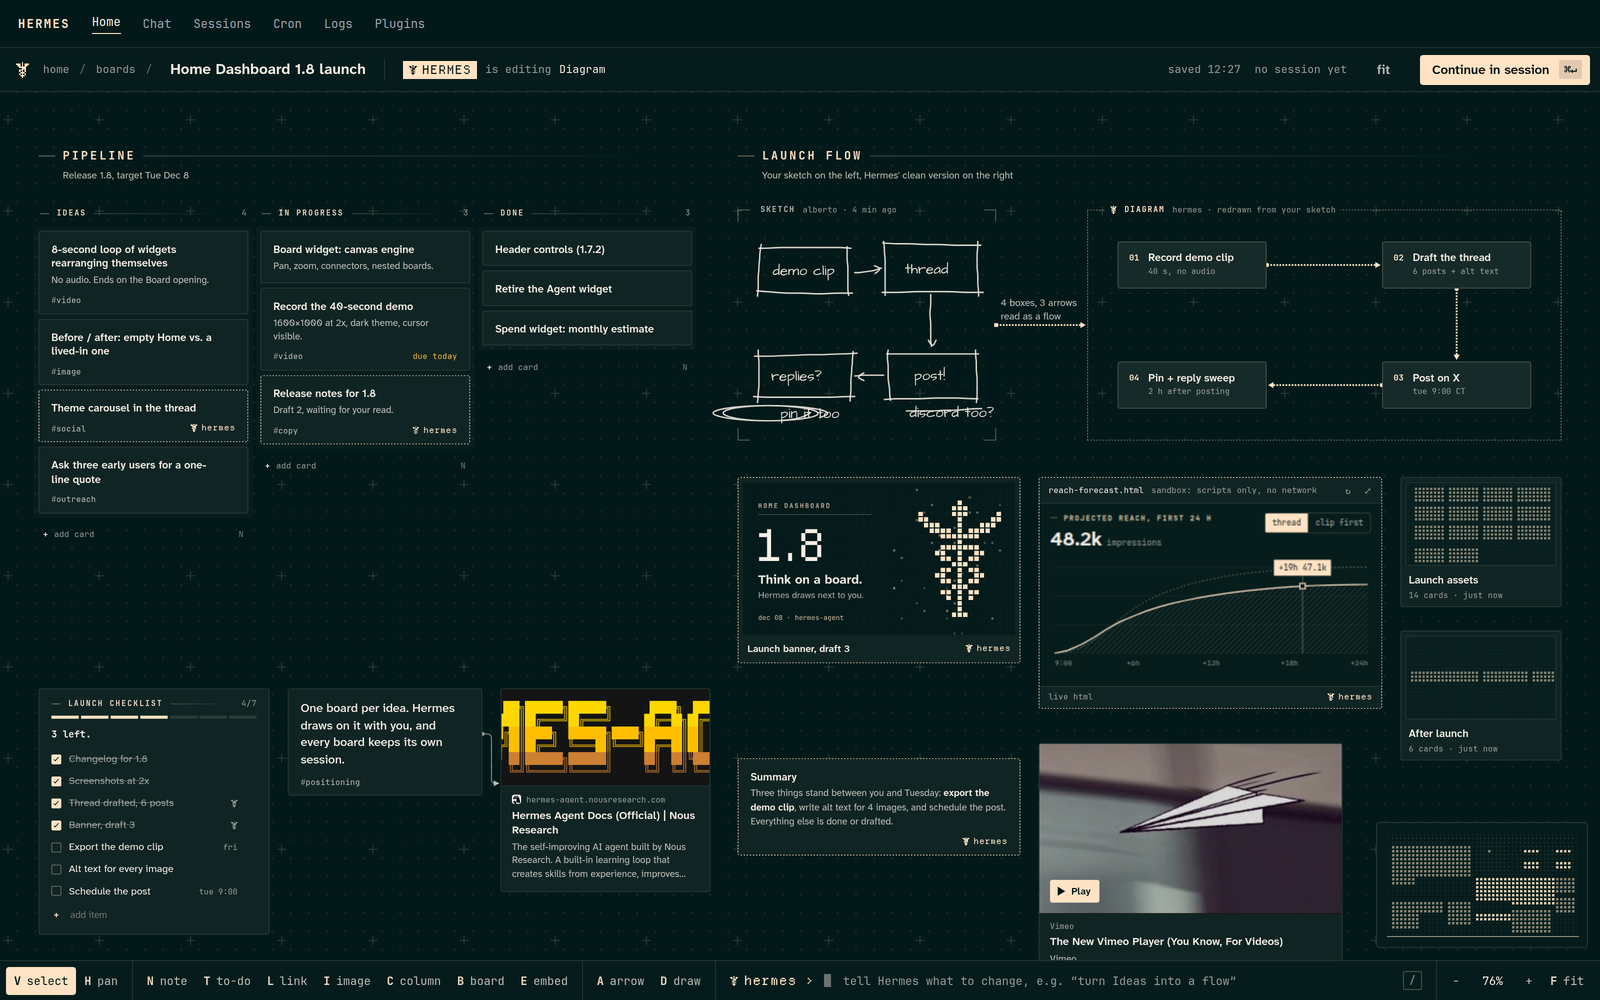 HERMES Home Chat Sessions Cron Logs Plugins
home / boards / Home Dashboard 1.8 launch HERMES is editing Diagram saved 12:27 no session yet fit Continue in session ⌘↵
PIPELINE
Release 1.8, target Tue Dec 8
IDEAS 4
8-second loop of widgets
rearranging themselves
No audio. Ends on the Board opening.
#video
Before / after: empty Home vs. a
lived-in one
#image
Theme carousel in the thread
#social hermes
Ask three early users for a one-
line quote
#outreach
+ add card N
IN PROGRESS 3
Board widget: canvas engine
Pan, zoom, connectors, nested boards.
Record the 40-second demo
1600×1000 at 2x, dark theme, cursor
visible.
#video due today
Release notes for 1.8
Draft 2, waiting for your read.
#copy hermes
+ add card N
DONE 3
Header controls (1.7.2)
Retire the Agent widget
Spend widget: monthly estimate
+ add card N
LAUNCH FLOW
Your sketch on the left, Hermes' clean version on the right
SKETCH alberto · 4 min ago
demo clip
thread
replies?
post!
pin it too
discord too?
4 boxes, 3 arrows
read as a flow
DIAGRAM hermes · redrawn from your sketch
01 Record demo clip
40 s, no audio
02 Draft the thread
6 posts + alt text
04 Pin + reply sweep
2 h after posting
03 Post on X
tue 9:00 CT
HOME DASHBOARD
1.8
Think on a board.
Hermes draws next to you.
dec 08 · hermes-agent
Launch banner, draft 3 hermes
reach-forecast.html sandbox: scripts only, no network
PROJECTED REACH, FIRST 24 H
48.2k impressions
thread clip first
+19h 47.1k
9:00 +6h +12h +18h +24h
live html hermes
Launch assets
14 cards · just now
After launch
6 cards · just now
LAUNCH CHECKLIST 4/7
3 left.
Changelog for 1.8
Screenshots at 2x
Thread drafted, 6 posts
Banner, draft 3
Export the demo clip fri
Alt text for every image
Schedule the post tue 9:00
+ add item
One board per idea. Hermes
draws on it with you, and
every board keeps its own
session.
#positioning
MES-AG
hermes-agent.nousresearch.com
Hermes Agent Docs (Official) | Nous
Research
The self-improving AI agent built by Nous
Research. A built-in learning loop that
creates skills from experience, improves…
Summary
Three things stand between you and Tuesday: export the
demo clip, write alt text for 4 images, and schedule the post.
Everything else is done or drafted.
hermes
Play
Vimeo
The New Vimeo Player (You Know, For Videos)
Vimeo
V select H pan N note T to-do L link I image C column B board E embed A arrow D draw hermes > tell Hermes what to change, e.g. “turn Ideas into a flow” / - 76% + F fit